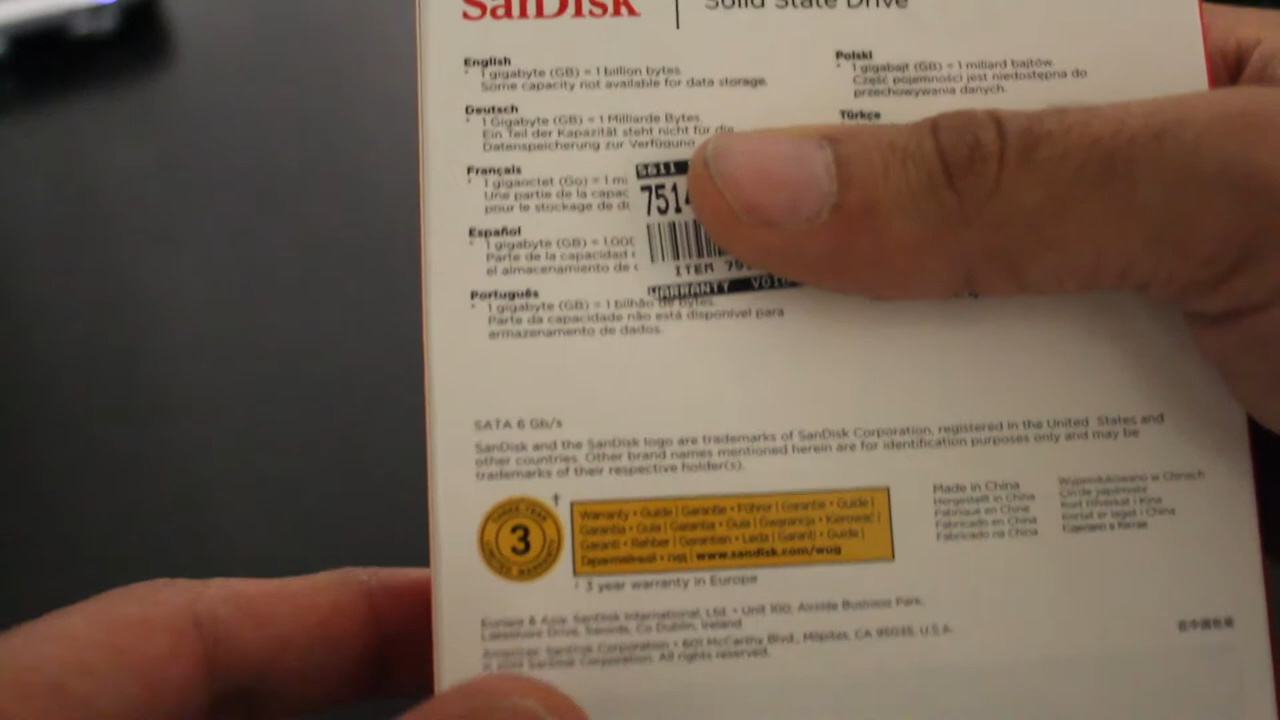 SanDisk | Solid State Drive
English
* 1 gigabyte (GB) = 1 billion bytes.
Some capacity not available for data storage.
Deutsch
* 1 Gigabyte (GB) = 1 Milliarde Bytes.
Ein Teil der Kapazität steht nicht für die
Datenspeicherung zur Verfügung
Français
* 1 gigaoctet (Go) = 1 mi
Une partie de la capac
pour le stockage de d
Español
* 1 gigabyte (GB) = 1.00
Parte de la capacidad
el almacenamiento de
Português
* 1 gigabyte (GB) = 1 bilhão de bytes.
Parte da capacidade não está disponível para
armazenamento de dados.
Polski
* 1 gigabajt (GB) = 1 miliard bajtów.
Część pojemności jest niedostępna do
przechowywania danych.
Türkçe
5611
7514
ITEM 79
WARRANTY VOI
SATA 6 Gb/s
SanDisk and the SanDisk logo are trademarks of SanDisk Corporation, registered in the United States and
other countries. Other brand names mentioned herein are for identification purposes only and may be
trademarks of their respective holder(s).
THREE-YEAR
3
LIMITED WARRANTY
†
Warranty • Guide | Garantie • Führer | Garantie • Guide |
Garantía • Guía | Garantia • Guia | Gwarancja • Kierować |
Garanti • Rehber | Garantien • Leda | Garanti • Guide |
www.sandisk.com/wug
† 3 year warranty in Europe
Made in China
Hergestellt in China
Fabriqué en Chine
Fabricado en China
Fabricado na China
Wyprodukowano w Chinach
Çin'de yapılmıştır
Europe & Asia: SanDisk International, Ltd. • Unit 100, Airside Business Park,
Lakeshore Drive, Swords, Co Dublin, Ireland
Americas: SanDisk Corporation • 601 McCarthy Blvd., Milpitas, CA 95035, U.S.A.
SanDisk Corporation. All rights reserved.